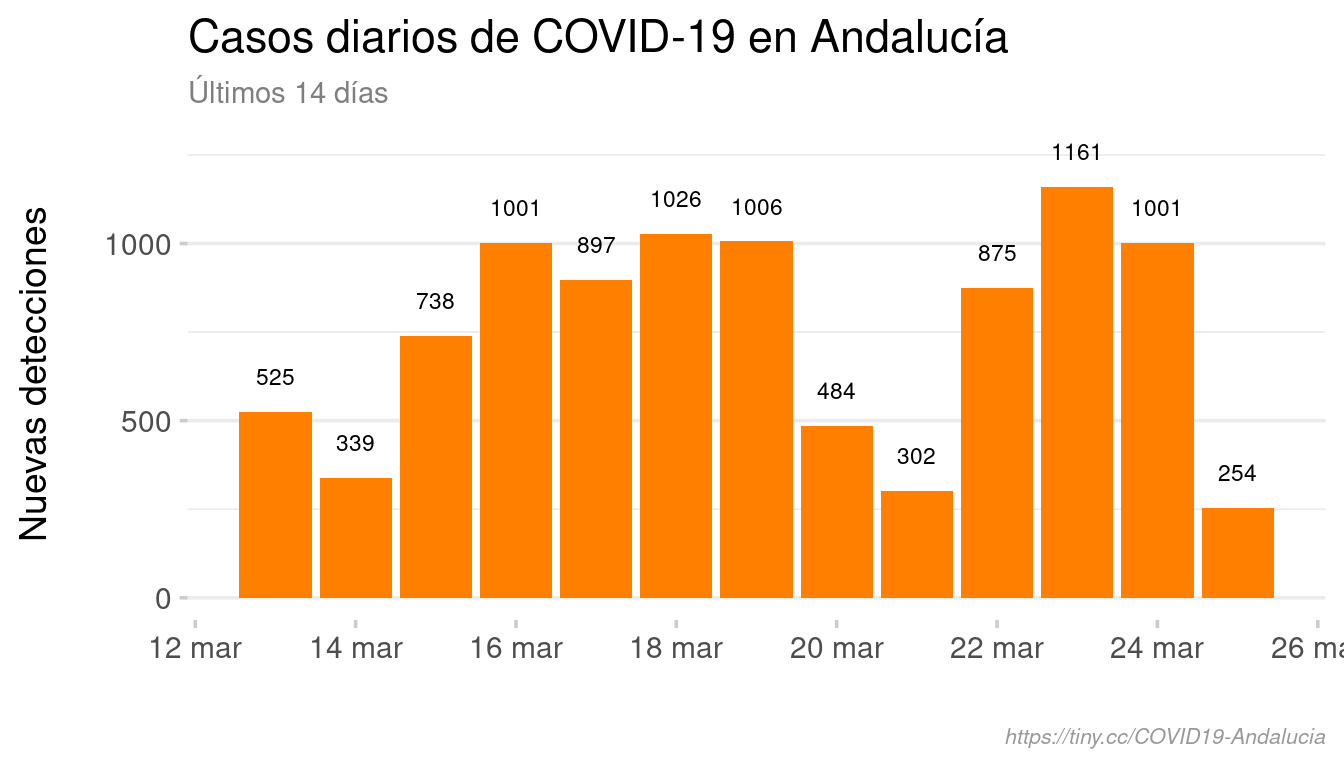 Casos diarios de COVID-19 en Andalucía
Últimos 14 días
Nuevas detecciones
1000
500
0
525
339
738
1001
897
1026
1006
484
302
875
1161
1001
254
12 mar
14 mar
16 mar
18 mar
20 mar
22 mar
24 mar
26 ma
https://tiny.cc/COVID19-Andalucia